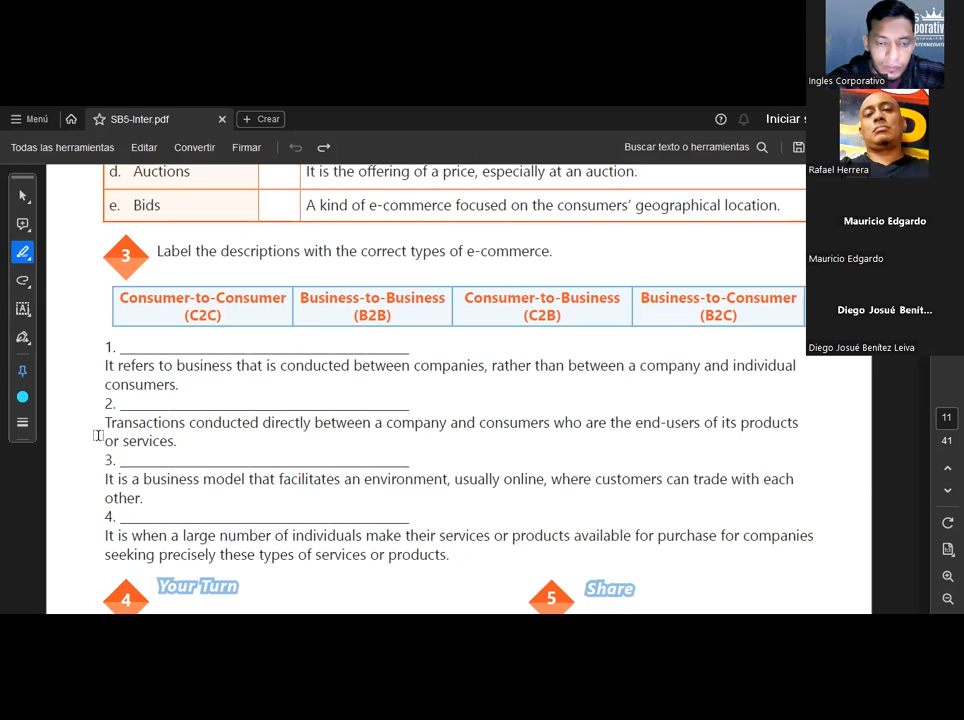 Menú
SB5-Inter.pdf
Crear
Iniciar s
Todas las herramientas
Editar
Convertir
Firmar
Buscar texto o herramientas
d. Auctions
It is the offering of a price, especially at an auction.
e. Bids
A kind of e-commerce focused on the consumers' geographical location.
3
Label the descriptions with the correct types of e-commerce.
Consumer-to-Consumer
(C2C)
Business-to-Business
(B2B)
Consumer-to-Business
(C2B)
Business-to-Consumer
(B2C)
1. ________________________________
It refers to business that is conducted between companies, rather than between a company and individual
consumers.
2. ________________________________
Transactions conducted directly between a company and consumers who are the end-users of its products
or services.
3. ________________________________
It is a business model that facilitates an environment, usually online, where customers can trade with each
other.
4. ________________________________
It is when a large number of individuals make their services or products available for purchase for companies
seeking precisely these types of services or products.
4
Your Turn
5
Share
11
41
Ingles Corporativo
Rafael Herrera
Mauricio Edgardo
Mauricio Edgardo
Diego Josué Benít...
Diego Josué Benítez Leiva